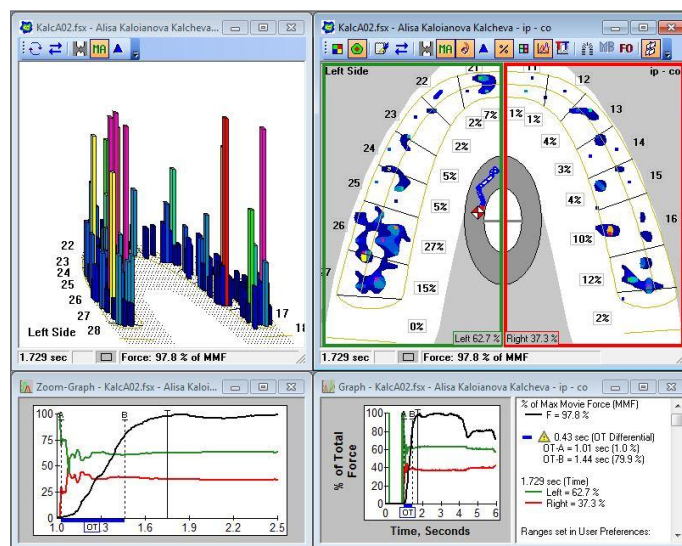 KalcA02.fsx - Alisa Kaloianova Kalcheva...
MA
22
23
24
25
26
27
28
17
18
Left Side
1.729 sec
Force: 97.8 % of MMF
KalcA02.fsx - Alisa Kaloianova Kalcheva - ip - co
MA
%
MB
FO
Left Side
ip - co
21
11
22
12
23
13
24
14
25
15
26
16
27
7%
1%
2%
1%
2%
4%
5%
3%
5%
4%
27%
10%
15%
12%
0%
2%
Left 62.7 %
Right 37.3 %
1.729 sec
Force: 97.8 % of MMF
Zoom-Graph - KalcA02.fsx - Alisa Kaloi...
100
75
50
25
0
A
B
1.0
OT
1.3
1.6
1.9
2.2
2.5
Graph - KalcA02.fsx - Alisa Kaloianova Kalcheva - ip - co
% of Total
Force
100
75
50
25
0
B
0
OT
2
3
4
5
6
Time, Seconds
% of Max Movie Force (MMF)
F = 97.8 %
0.43 sec (OT Differential)
OT-A = 1.01 sec (1.0 %)
OT-B = 1.44 sec (79.9 %)
1.729 sec (Time)
Left = 62.7 %
Right = 37.3 %
Ranges set in User Preferences: